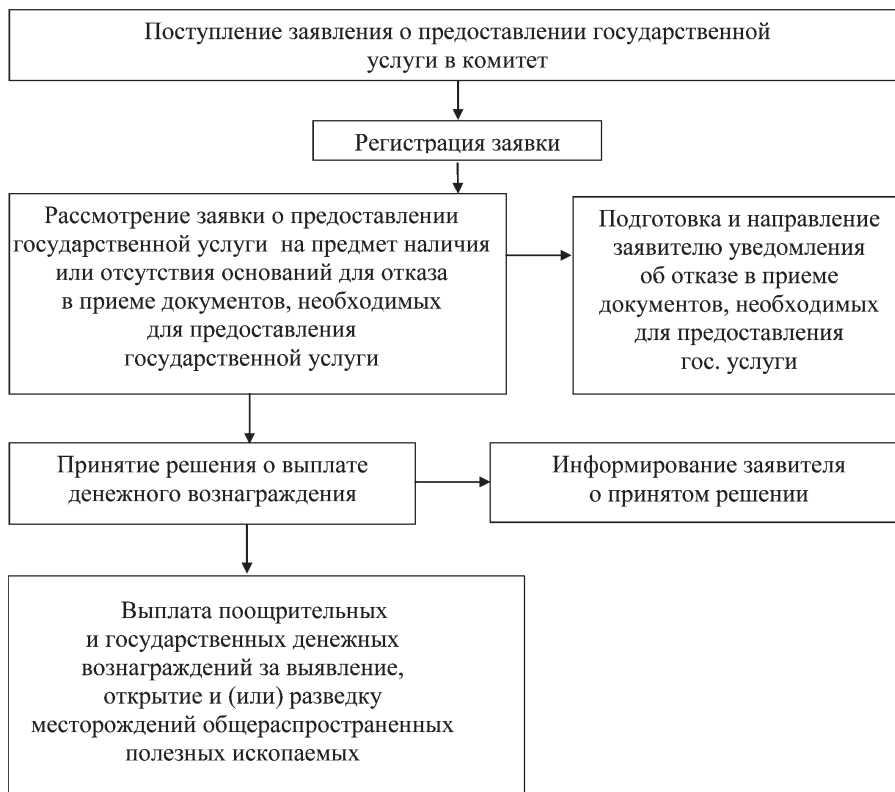 Поступление заявления о предоставлении государственной
услуги в комитет
Регистрация заявки
Рассмотрение заявки о предоставлении
государственной услуги на предмет наличия
или отсутствия оснований для отказа
в приеме документов, необходимых
для предоставления
государственной услуги
Подготовка и направление
заявителю уведомления
об отказе в приеме
документов, необходимых
для предоставления
гос. услуги
Принятие решения о выплате
денежного вознаграждения
Информирование заявителя
о принятом решении
Выплата поощрительных
и государственных денежных
вознаграждений за выявление,
открытие и (или) разведку
месторождений общераспространенных
полезных ископаемых